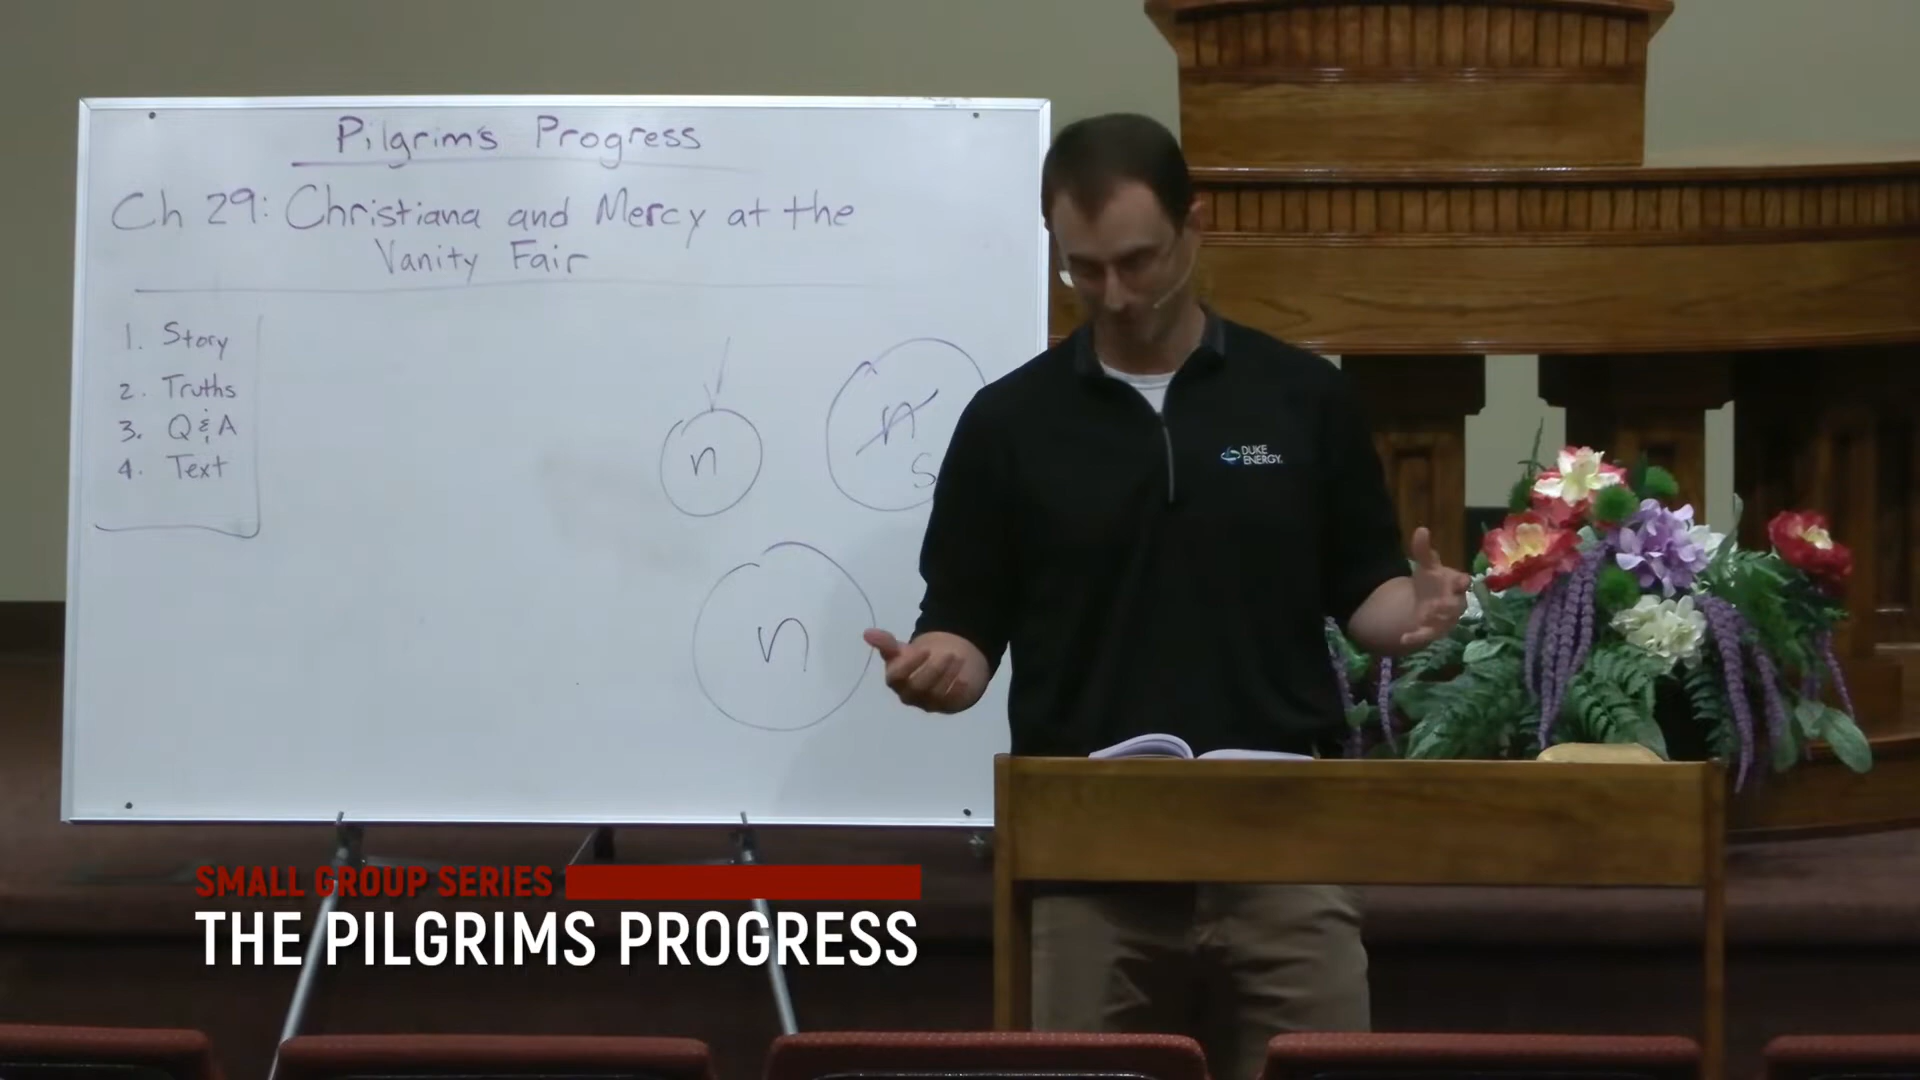 Pilgrim's Progress
Ch 29: Christiana and Mercy at the
Vanity Fair
1. Story
2. Truths
3. Q & A
4. Text
n
n
S
n
DUKE
ENERGY.
SMALL GROUP SERIES
THE PILGRIMS PROGRESS